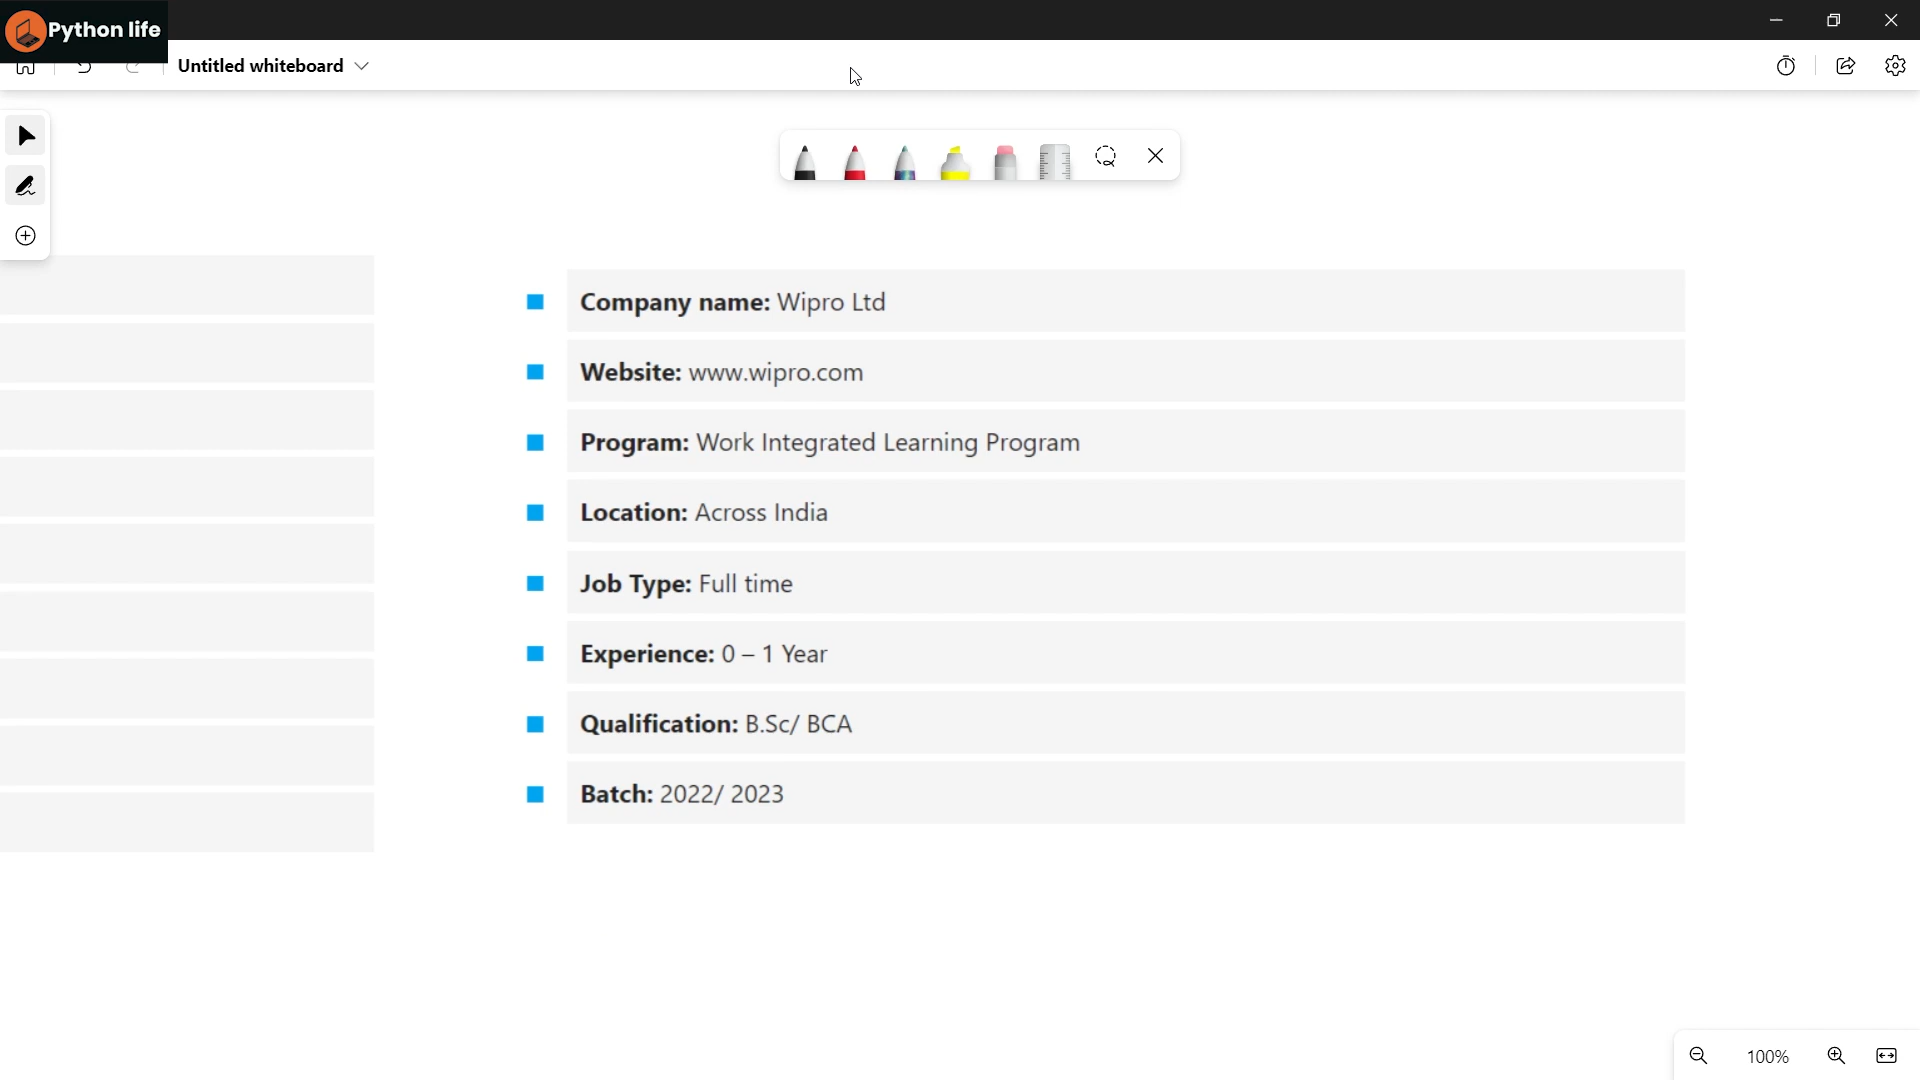 Python life
Untitled whiteboard
Company name: Wipro Ltd
Website: www.wipro.com
Program: Work Integrated Learning Program
Location: Across India
Job Type: Full time
Experience: 0 – 1 Year
Qualification: B.Sc/ BCA
Batch: 2022/ 2023
100%